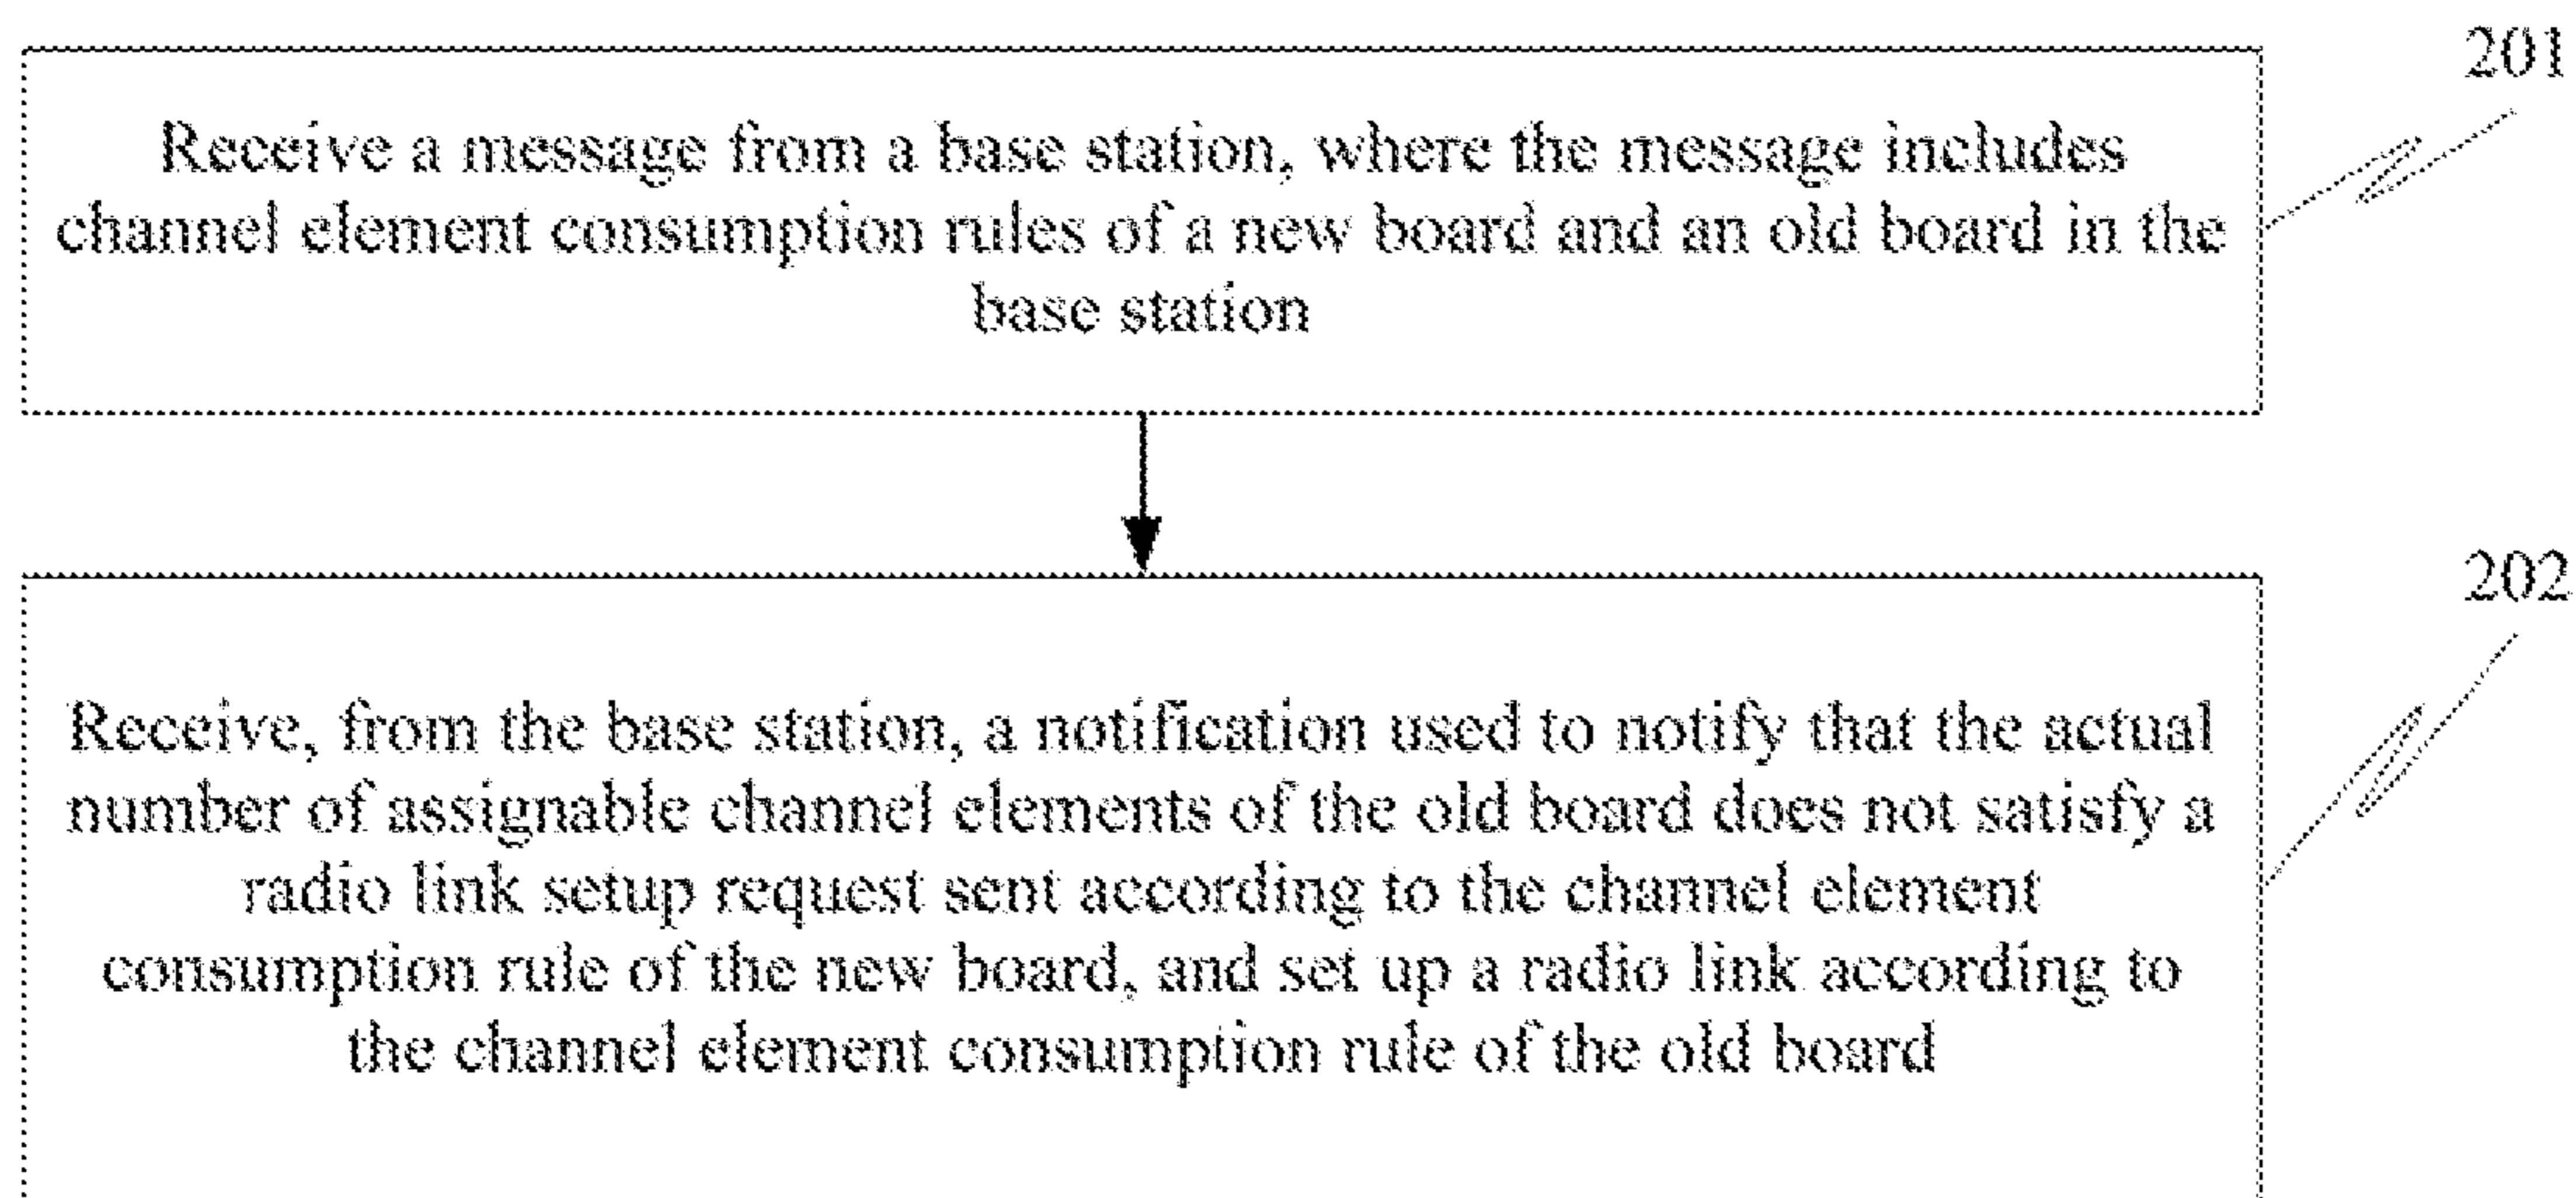 201
Receive a message from a base station, where the message includes
channel element consumption rules of a new board and an old board in the
base station
202
Receive, from the base station, a notification used to notify that the actual
number of assignable channel elements of the old board does not satisfy a
radio link setup request sent according to the channel element
consumption rule of the new board, and set up a radio link according to
the channel element consumption rule of the old board